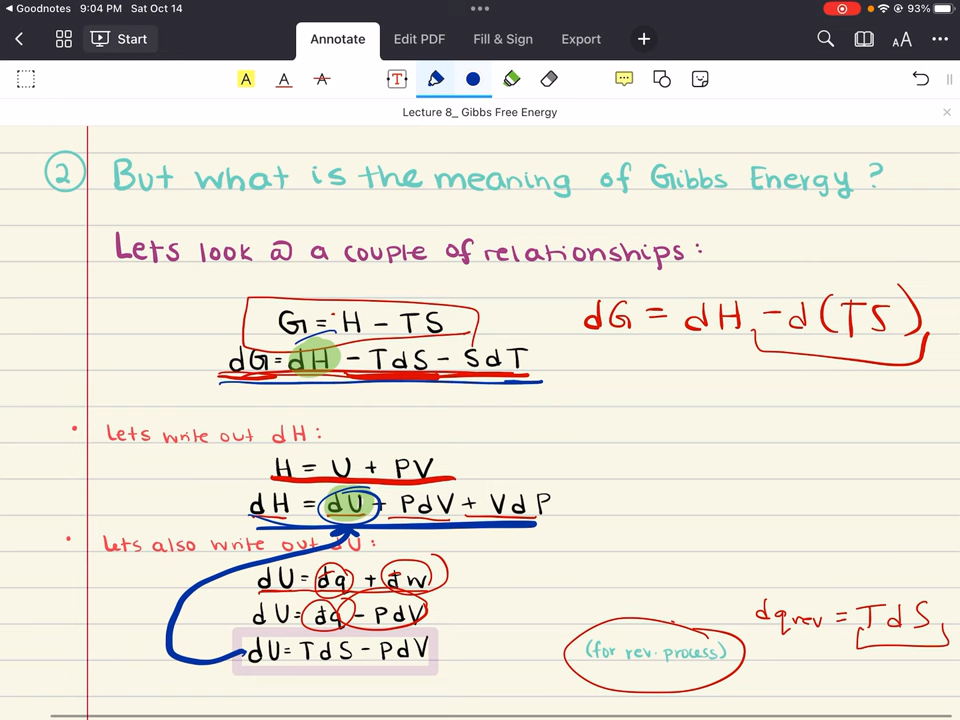 Goodnotes 9:04 PM Sat Oct 14 93%
Start Annotate Edit PDF Fill & Sign Export
Lecture 8_ Gibbs Free Energy
② But what is the meaning of Gibbs Energy?
Lets look @ a couple of relationships:
G = H - TS
dG = dH - d(TS)
dG = dH - TdS - SdT
• Lets write out dH:
H = U + PV
dH = dU + PdV + VdP
• Lets also write out dU:
dU = đq + đw
dU = đq - PdV
dqrev = TdS
dU = TdS - PdV
(for rev. process)